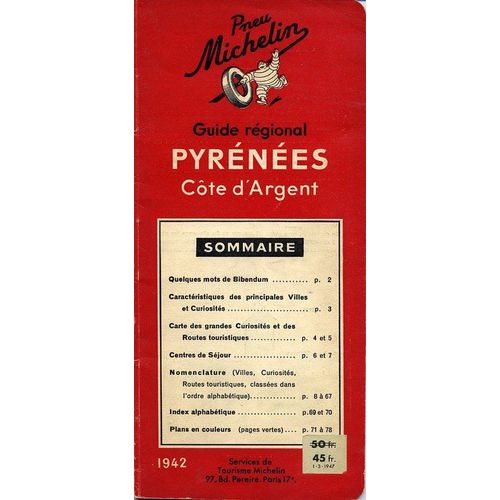 Pneu
Michelin
Guide régional
PYRÉNÉES
Côte d'Argent
SOMMAIRE
Quelques mots de Bibendum ........... p. 2
Caractéristiques des principales Villes
et Curiosités ................... p. 3
Carte des grandes Curiosités et des
Routes touristiques ............ p. 4 et 5
Centres de Séjour ............... p. 6 et 7
Nomenclature (Villes, Curiosités,
Routes touristiques, classées dans
l'ordre alphabétique) ............ p. 8 à 67
Index alphabétique ............... p. 69 et 70
Plans en couleurs (pages vertes) .... p. 71 à 78
50 fr.
45 fr.
1-3-1947
1942
Services de
Tourisme Michelin
97, Bd. Pereire. Paris 17e.